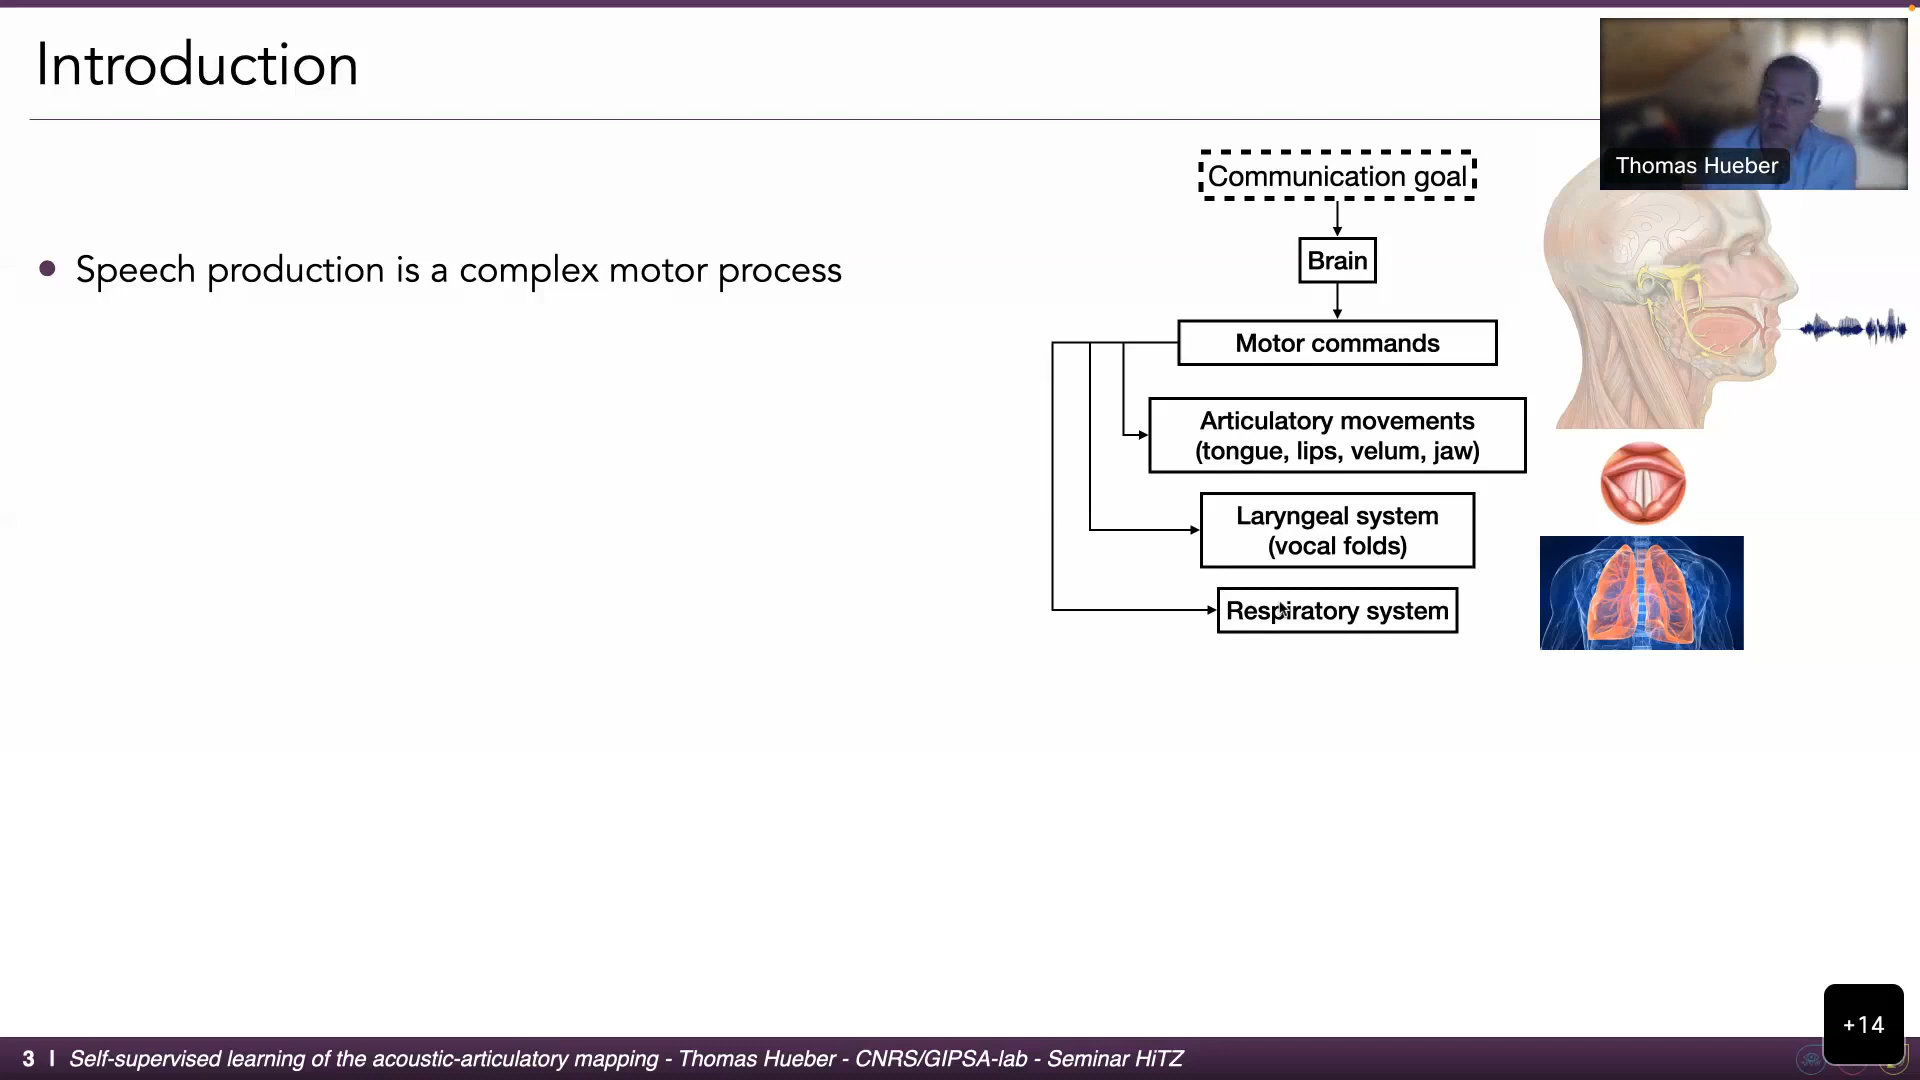 Introduction
Thomas Hueber
Communication goal
Brain
• Speech production is a complex motor process
Motor commands
Articulatory movements
(tongue, lips, velum, jaw)
Laryngeal system
(vocal folds)
Respiratory system
+14
3 | Self-supervised learning of the acoustic-articulatory mapping - Thomas Hueber - CNRS/GIPSA-lab - Seminar HiTZ